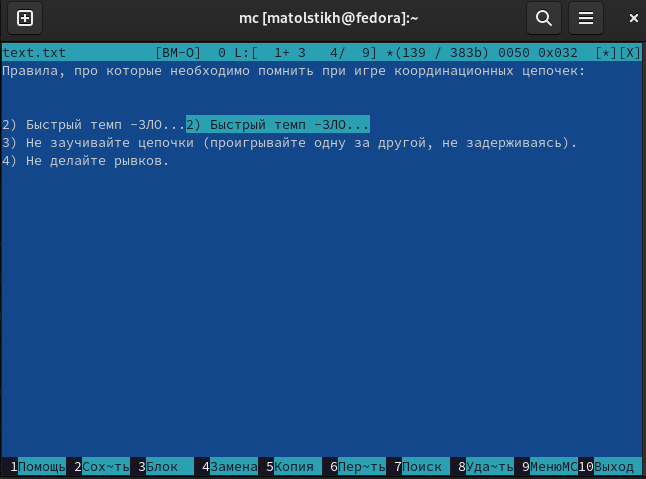 mc [matolstikh@fedora]:~
text.txt [BM-O] 0 L:[ 1+ 3 4/ 9] *(139 / 383b) 0050 0x032 [*][X]
Правила, про которые необходимо помнить при игре координационных цепочек:
2) Быстрый темп -ЗЛО...2) Быстрый темп -ЗЛО...
3) Не заучивайте цепочки (проигрывайте одну за другой, не задерживаясь).
4) Не делайте рывков.
1Помощь 2Сох~ть 3Блок 4Замена 5Копия 6Пер~ть 7Поиск 8Уда~ть 9МенюMC 10Выход